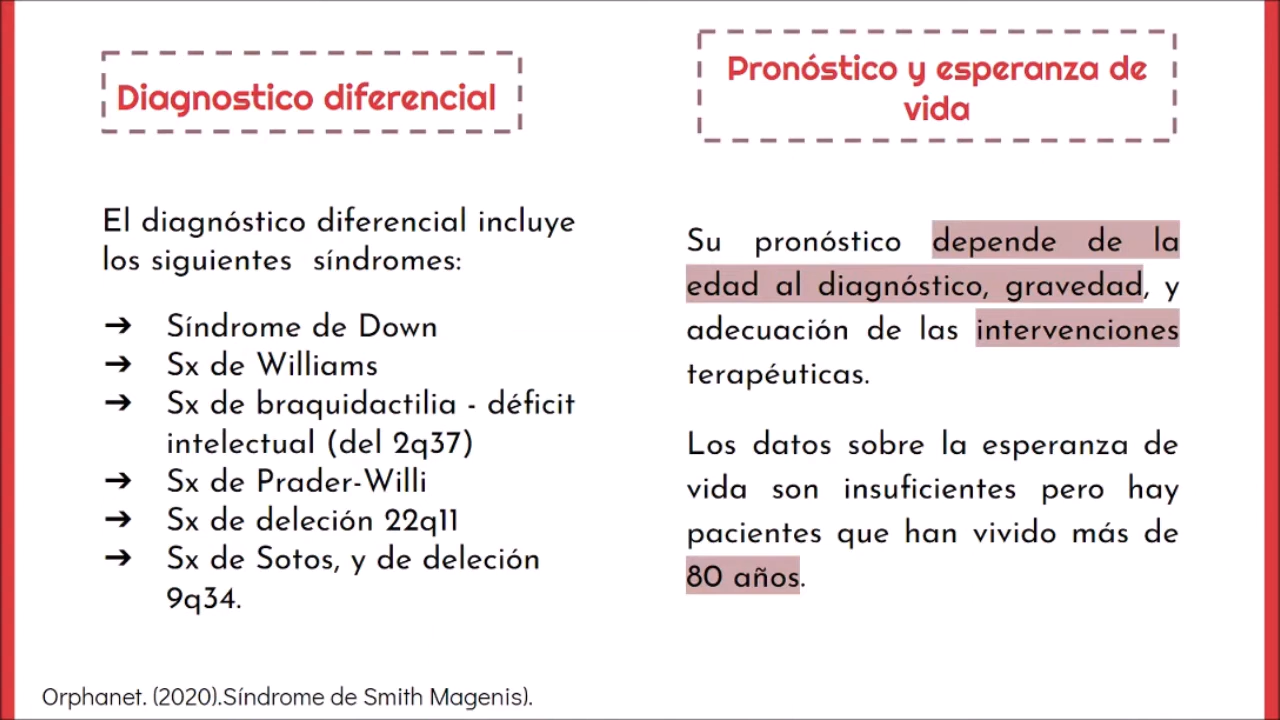 Diagnostico diferencial
El diagnóstico diferencial incluye
los siguientes síndromes:
➔ Síndrome de Down
➔ Sx de Williams
➔ Sx de braquidactilia - déficit
intelectual (del 2q37)
➔ Sx de Prader-Willi
➔ Sx de deleción 22q11
➔ Sx de Sotos, y de deleción
9q34.
Pronóstico y esperanza de
vida
Su pronóstico depende de la
edad al diagnóstico, gravedad, y
adecuación de las intervenciones
terapéuticas.
Los datos sobre la esperanza de
vida son insuficientes pero hay
pacientes que han vivido más de
80 años.
Orphanet. (2020).Síndrome de Smith Magenis).